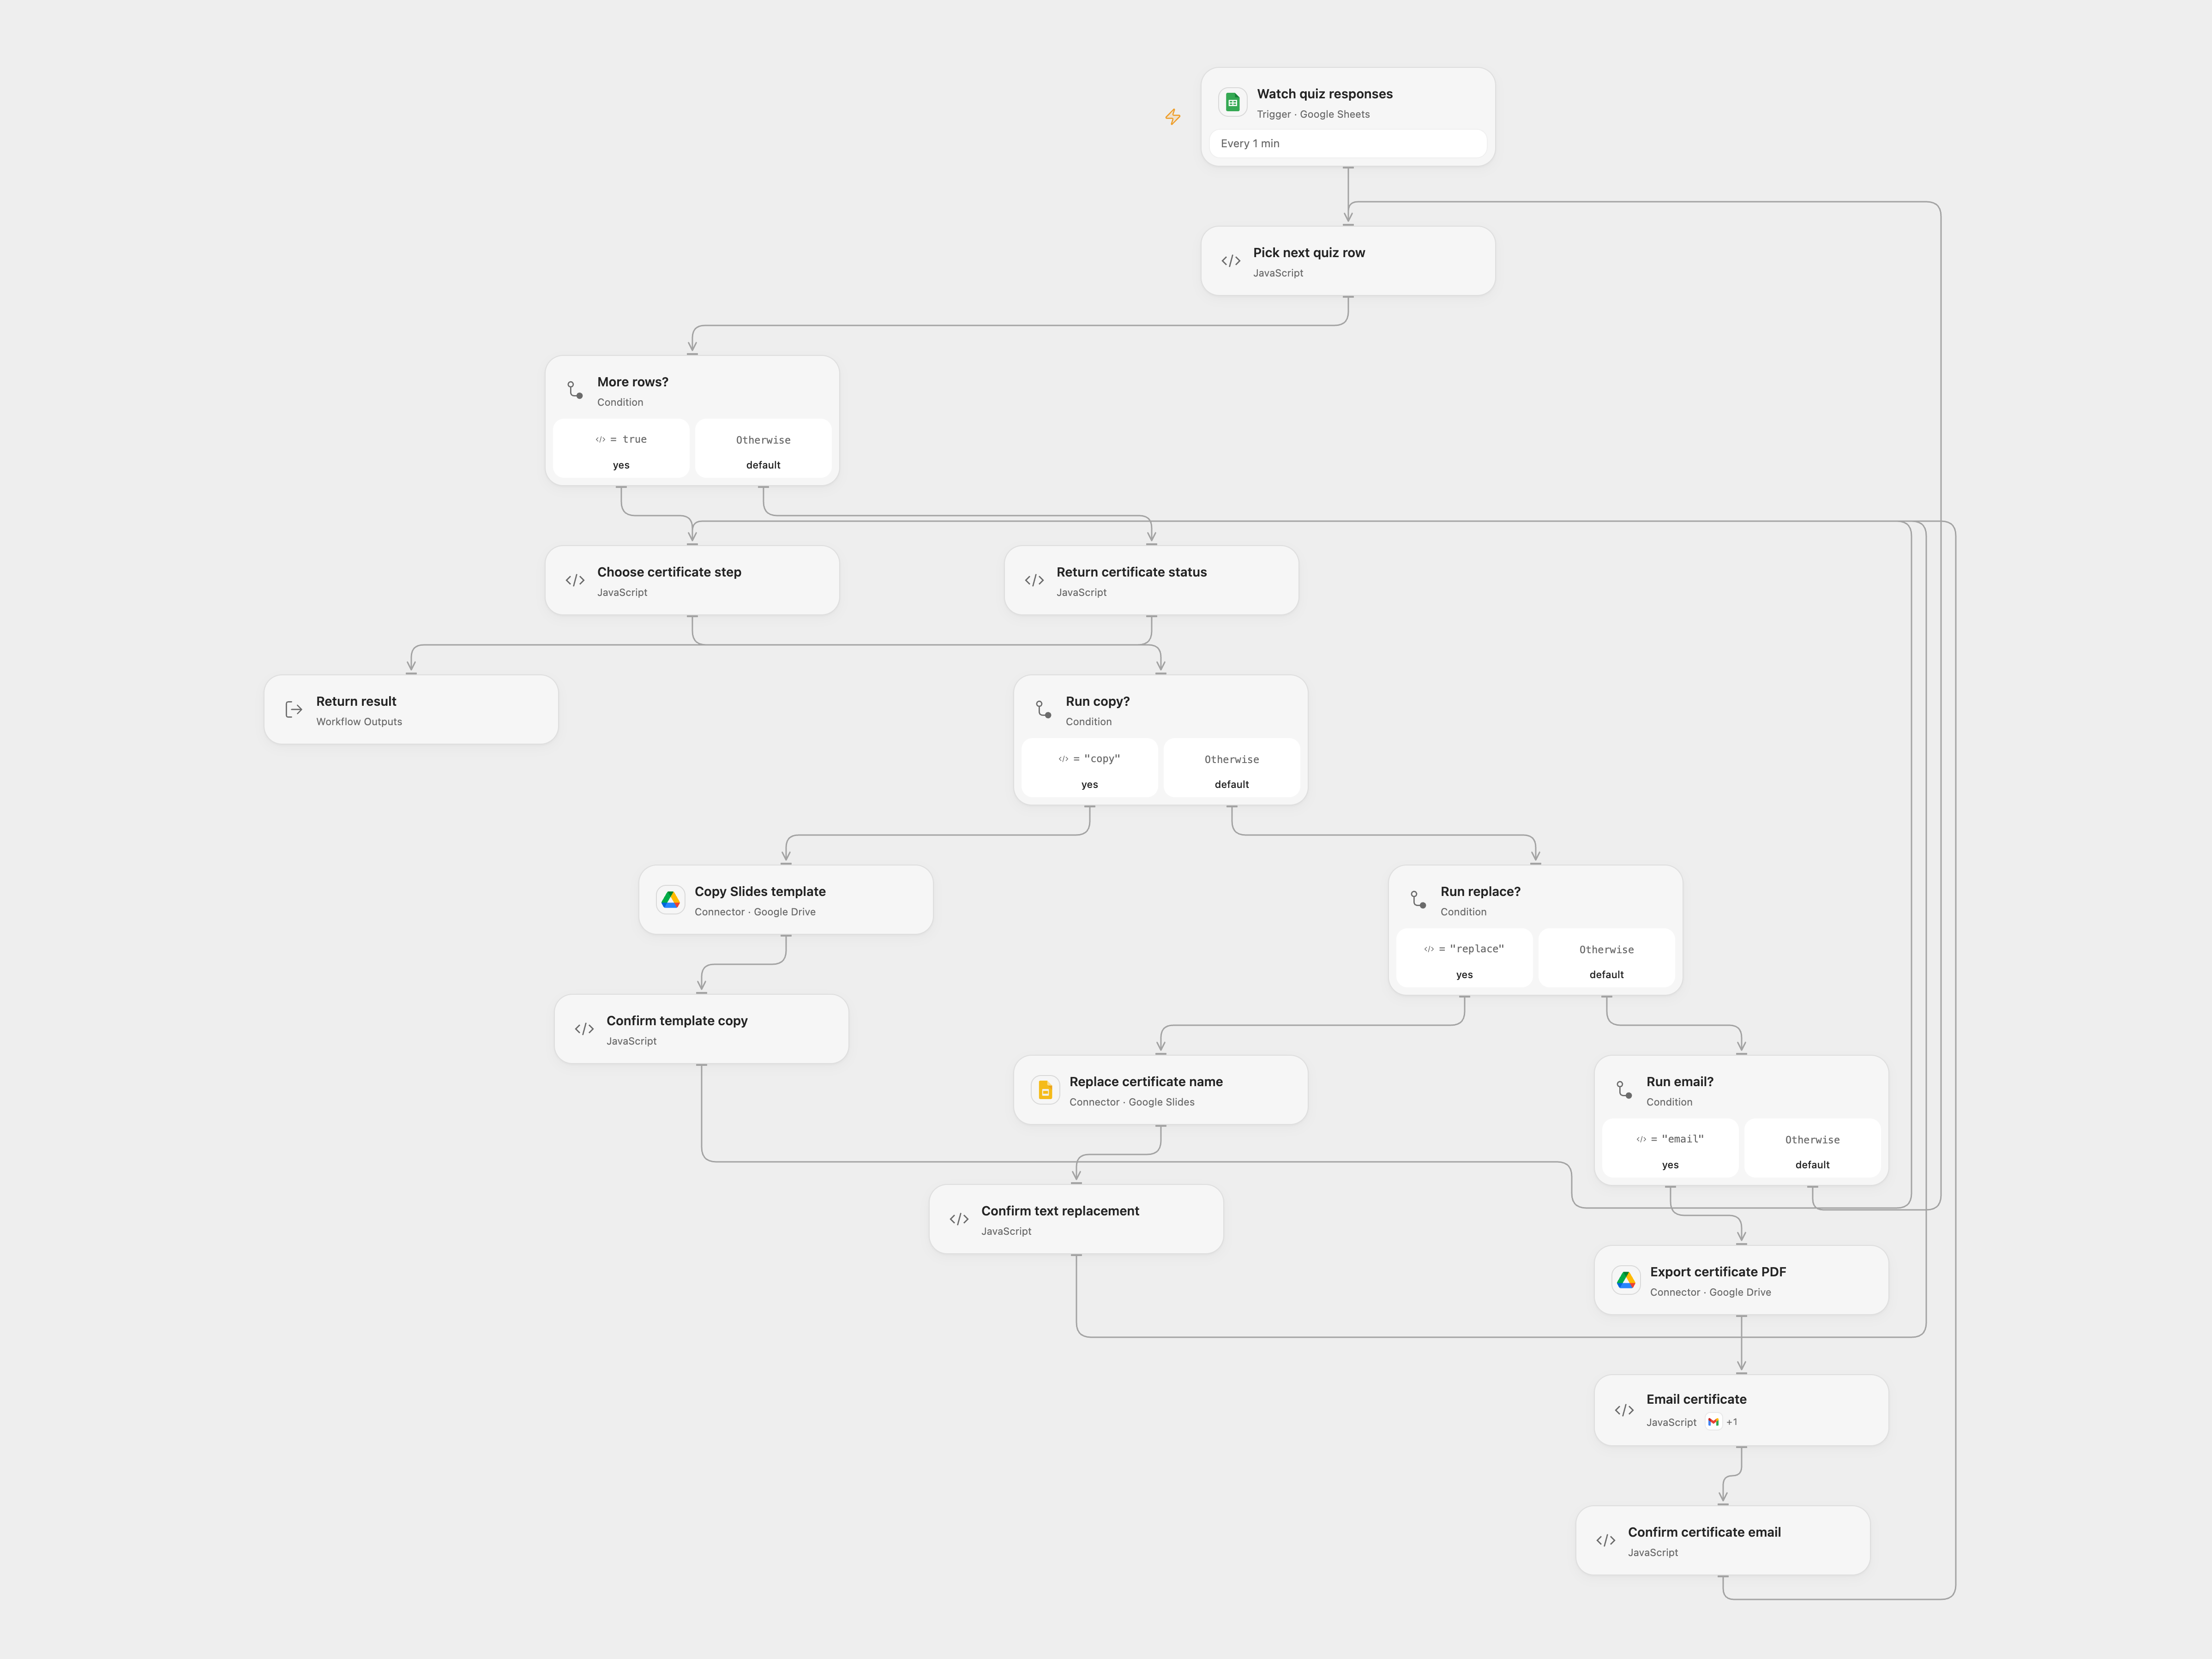 Watch quiz responses
Trigger · Google Sheets
Every 1 min
Pick next quiz row
JavaScript
More rows?
Condition
</> = true
Otherwise
yes
default
Choose certificate step
JavaScript
Return certificate status
JavaScript
Return result
Workflow Outputs
Run copy?
Condition
</> = "copy"
Otherwise
yes
default
Copy Slides template
Connector · Google Drive
Run replace?
Condition
</> = "replace"
Otherwise
yes
default
Confirm template copy
JavaScript
Replace certificate name
Connector · Google Slides
Run email?
Condition
</> = "email"
Otherwise
yes
default
Confirm text replacement
JavaScript
Export certificate PDF
Connector · Google Drive
Email certificate
JavaScript +1
Confirm certificate email
JavaScript